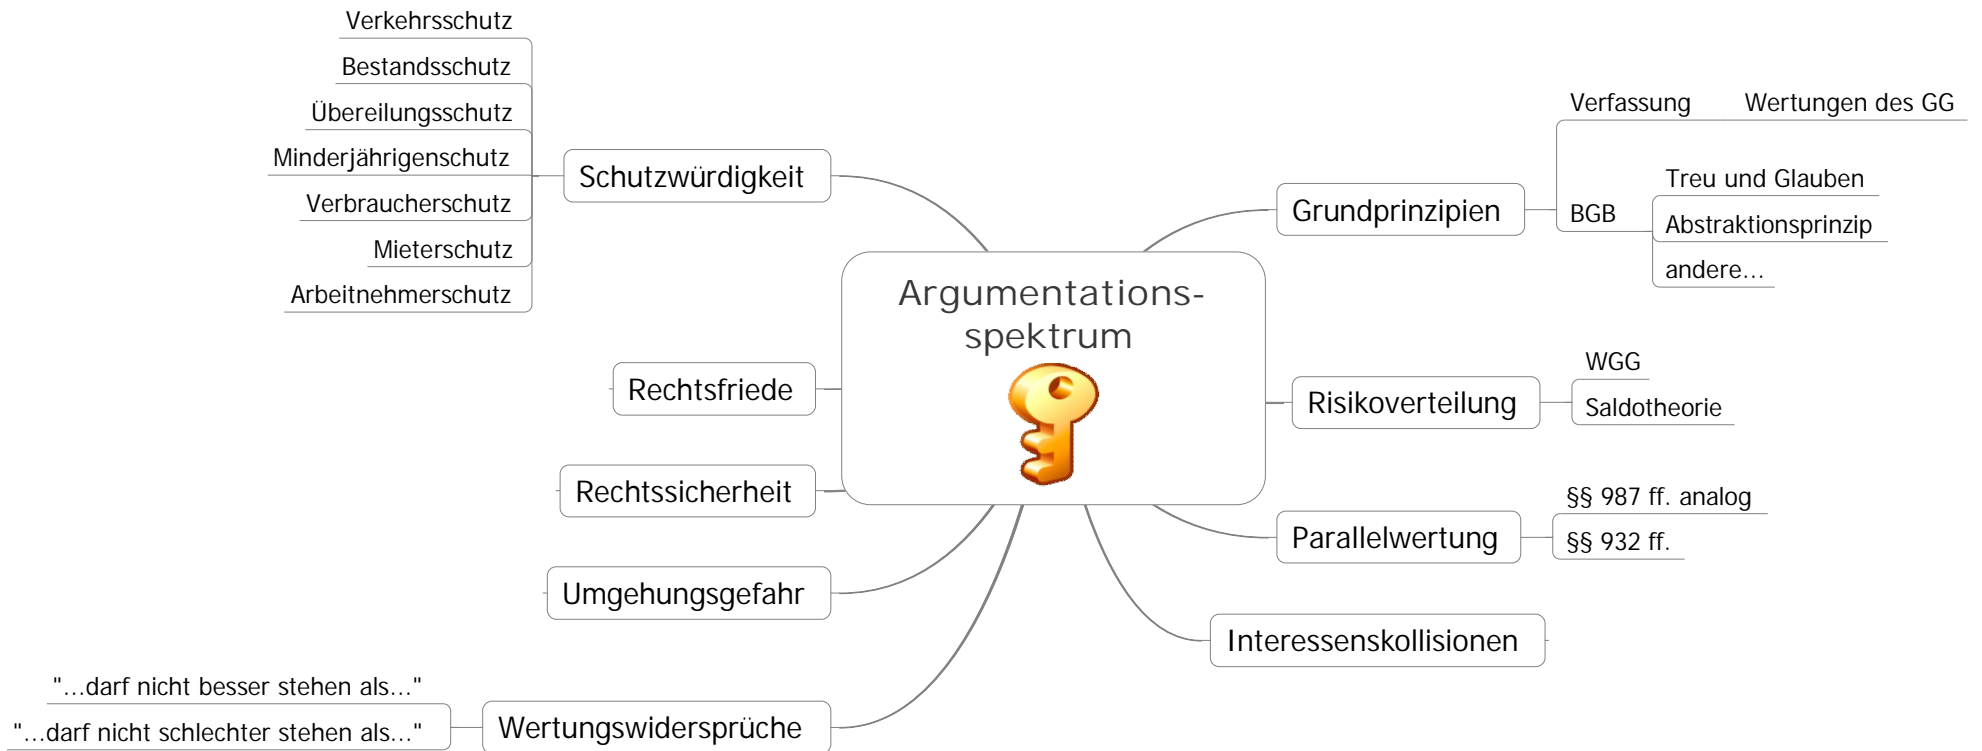 Argumentations-
spektrum
Schutzwürdigkeit
Verkehrsschutz
Bestandsschutz
Übereilungsschutz
Minderjährigenschutz
Verbraucherschutz
Mieterschutz
Arbeitnehmerschutz
Rechtsfriede
Rechtssicherheit
Umgehungsgefahr
Wertungswidersprüche
"...darf nicht besser stehen als..."
"...darf nicht schlechter stehen als..."
Grundprinzipien
Verfassung
Wertungen des GG
BGB
Treu und Glauben
Abstraktionsprinzip
andere...
Risikoverteilung
WGG
Saldotheorie
Parallelwertung
§§ 987 ff. analog
§§ 932 ff.
Interessenskollisionen